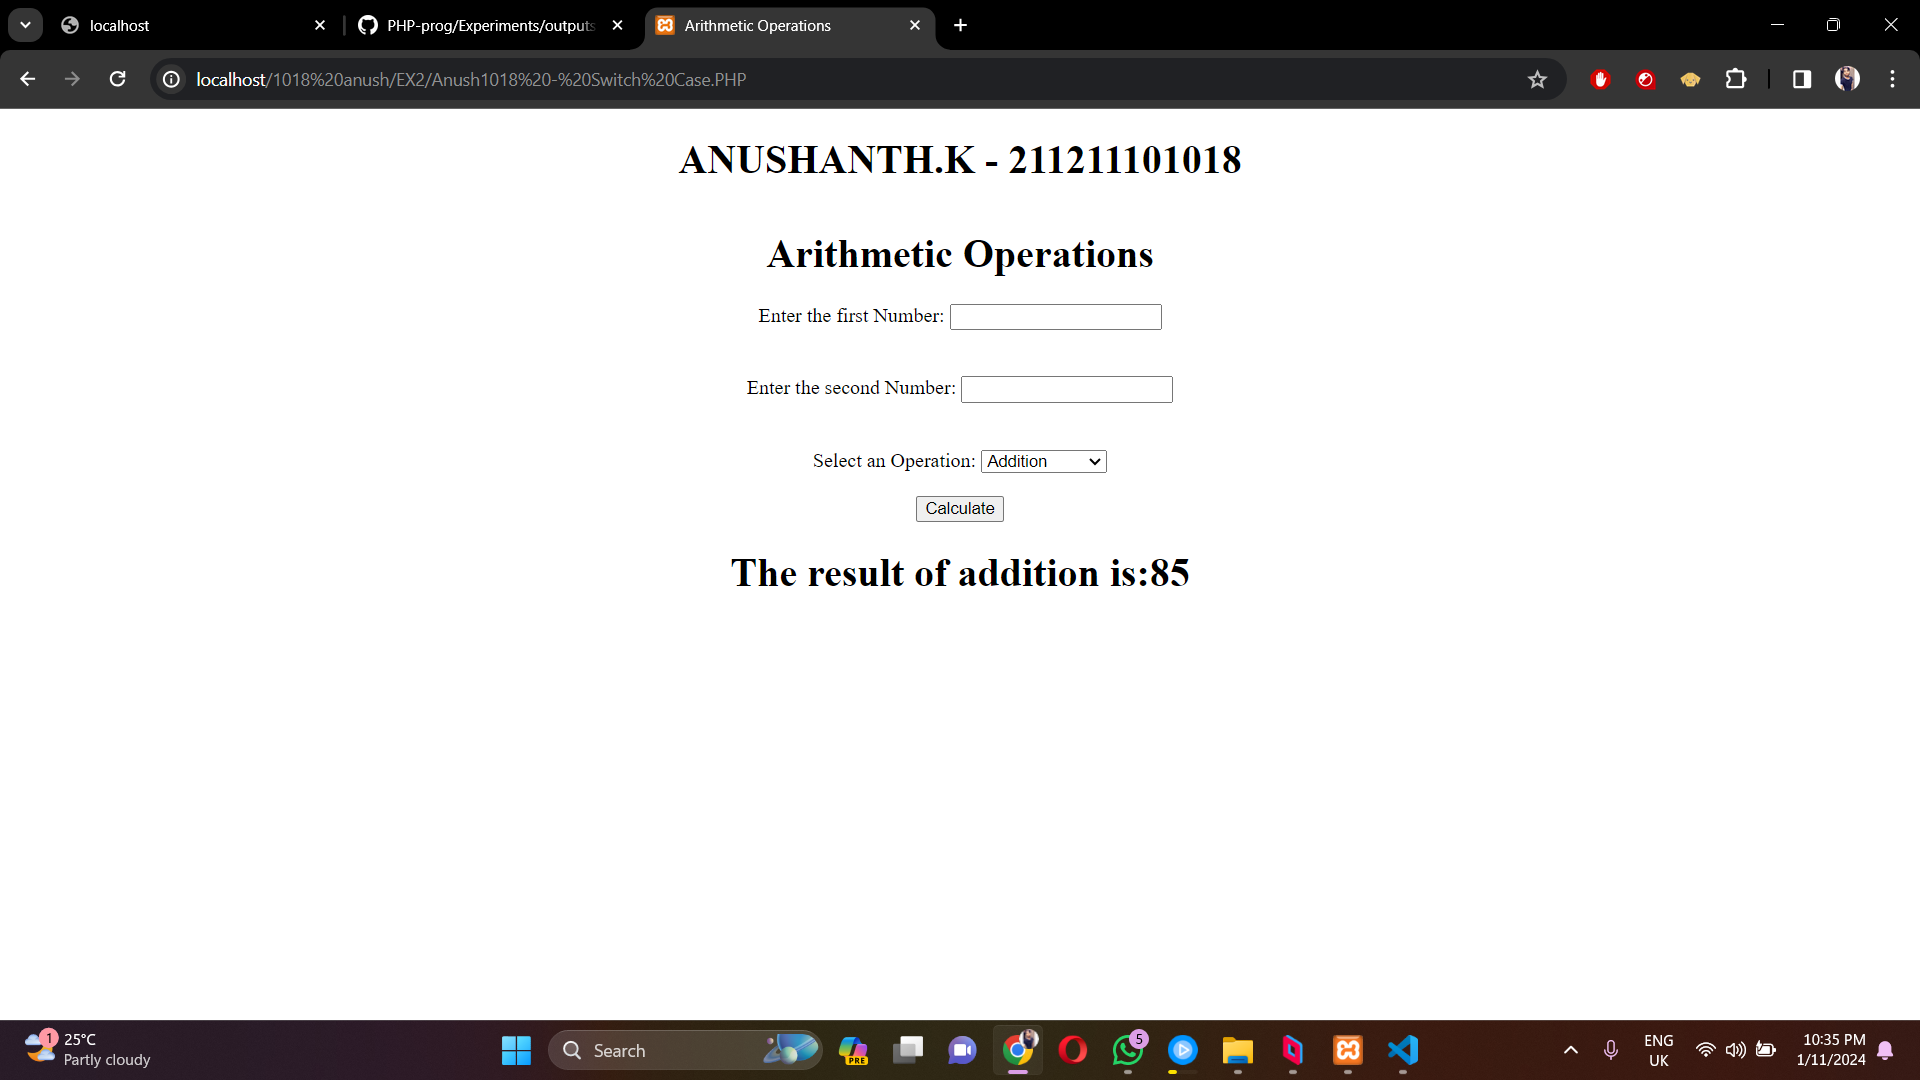 localhost
PHP-prog/Experiments/outputs
Arithmetic Operations
localhost/1018%20anush/EX2/Anush1018%20-%20Switch%20Case.PHP
ANUSHANTH.K - 211211101018
Arithmetic Operations
Enter the first Number:
Enter the second Number:
Select an Operation: Addition
Calculate
The result of addition is:85
1
25°C
Partly cloudy
Search
PRE
5
ENG
UK
10:35 PM
1/11/2024